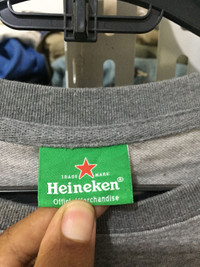 TRADE MARK
Heineken®
Official Merchandise